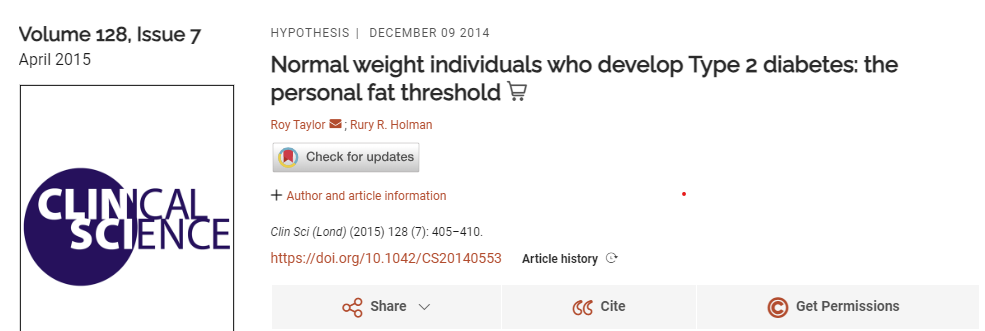 Volume 128, Issue 7
April 2015
CLINICAL
SCIENCE
HYPOTHESIS | DECEMBER 09 2014
Normal weight individuals who develop Type 2 diabetes: the
personal fat threshold
Roy Taylor ; Rury R. Holman
Check for updates
+ Author and article information
Clin Sci (Lond) (2015) 128 (7): 405–410.
https://doi.org/10.1042/CS20140553 Article history
Share Cite Get Permissions